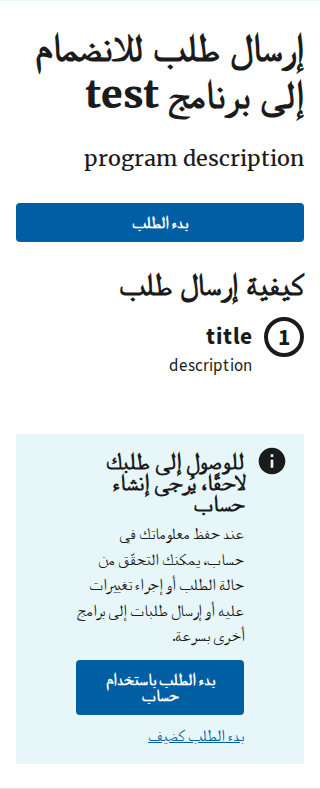 إرسال طلب للانضمام
إلى برنامج test
program description
بدء الطلب
كيفية إرسال طلب
1
title
description
للوصول إلى طلبك
لاحقًا، يُرجى إنشاء
حساب
عند حفظ معلوماتك في
حساب، يمكنك التحقّق من
حالة الطلب أو إجراء تغييرات
عليه أو إرسال طلبات إلى برامج
أخرى بسرعة.
بدء الطلب باستخدام
حساب
بدء الطلب كضيف